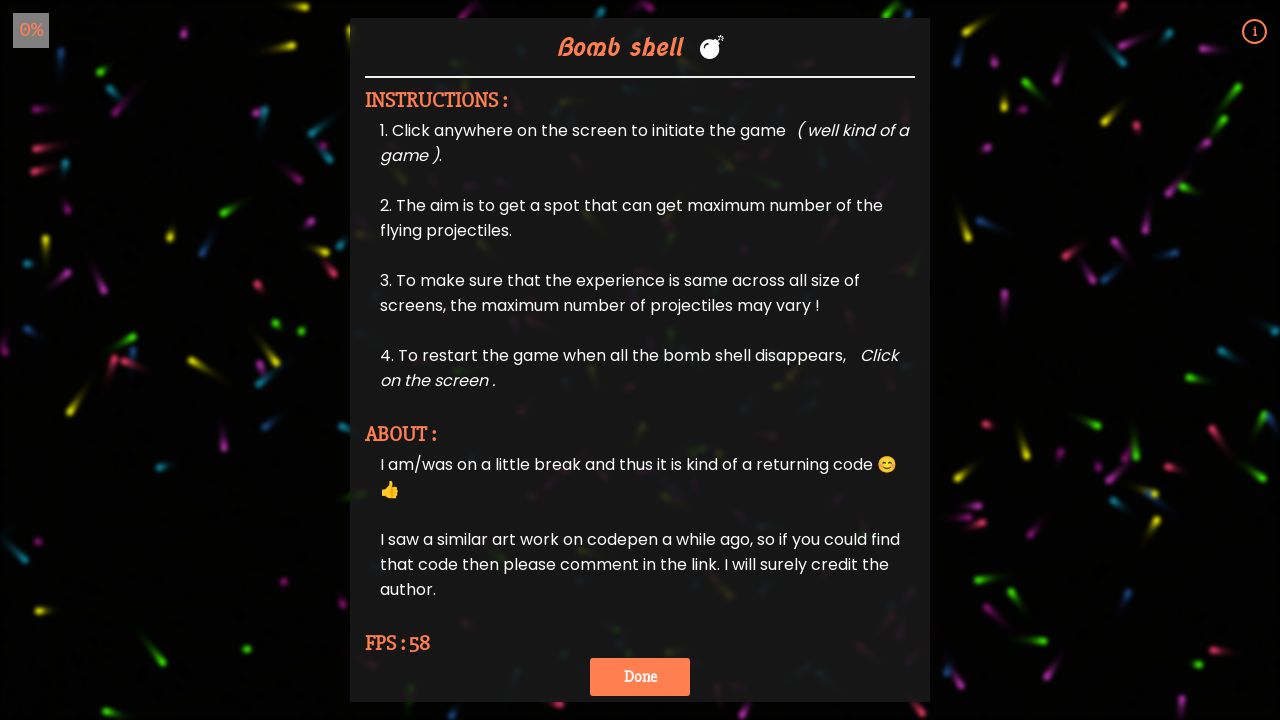 0%
i
Bomb shell 💣
INSTRUCTIONS :
1. Click anywhere on the screen to initiate the game ( well kind of a
game ).
2. The aim is to get a spot that can get maximum number of the
flying projectiles.
3. To make sure that the experience is same across all size of
screens, the maximum number of projectiles may vary !
4. To restart the game when all the bomb shell disappears, Click
on the screen .
ABOUT :
I am/was on a little break and thus it is kind of a returning code 😊
👍
I saw a similar art work on codepen a while ago, so if you could find
that code then please comment in the link. I will surely credit the
author.
FPS : 58
Done